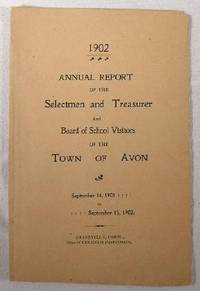 1902
ANNUAL REPORT
OF THE
Selectmen and Treasurer
And
Board of School Visitors
OF THE
TOWN OF AVON
September 14, 1901
to
September 15, 1902.